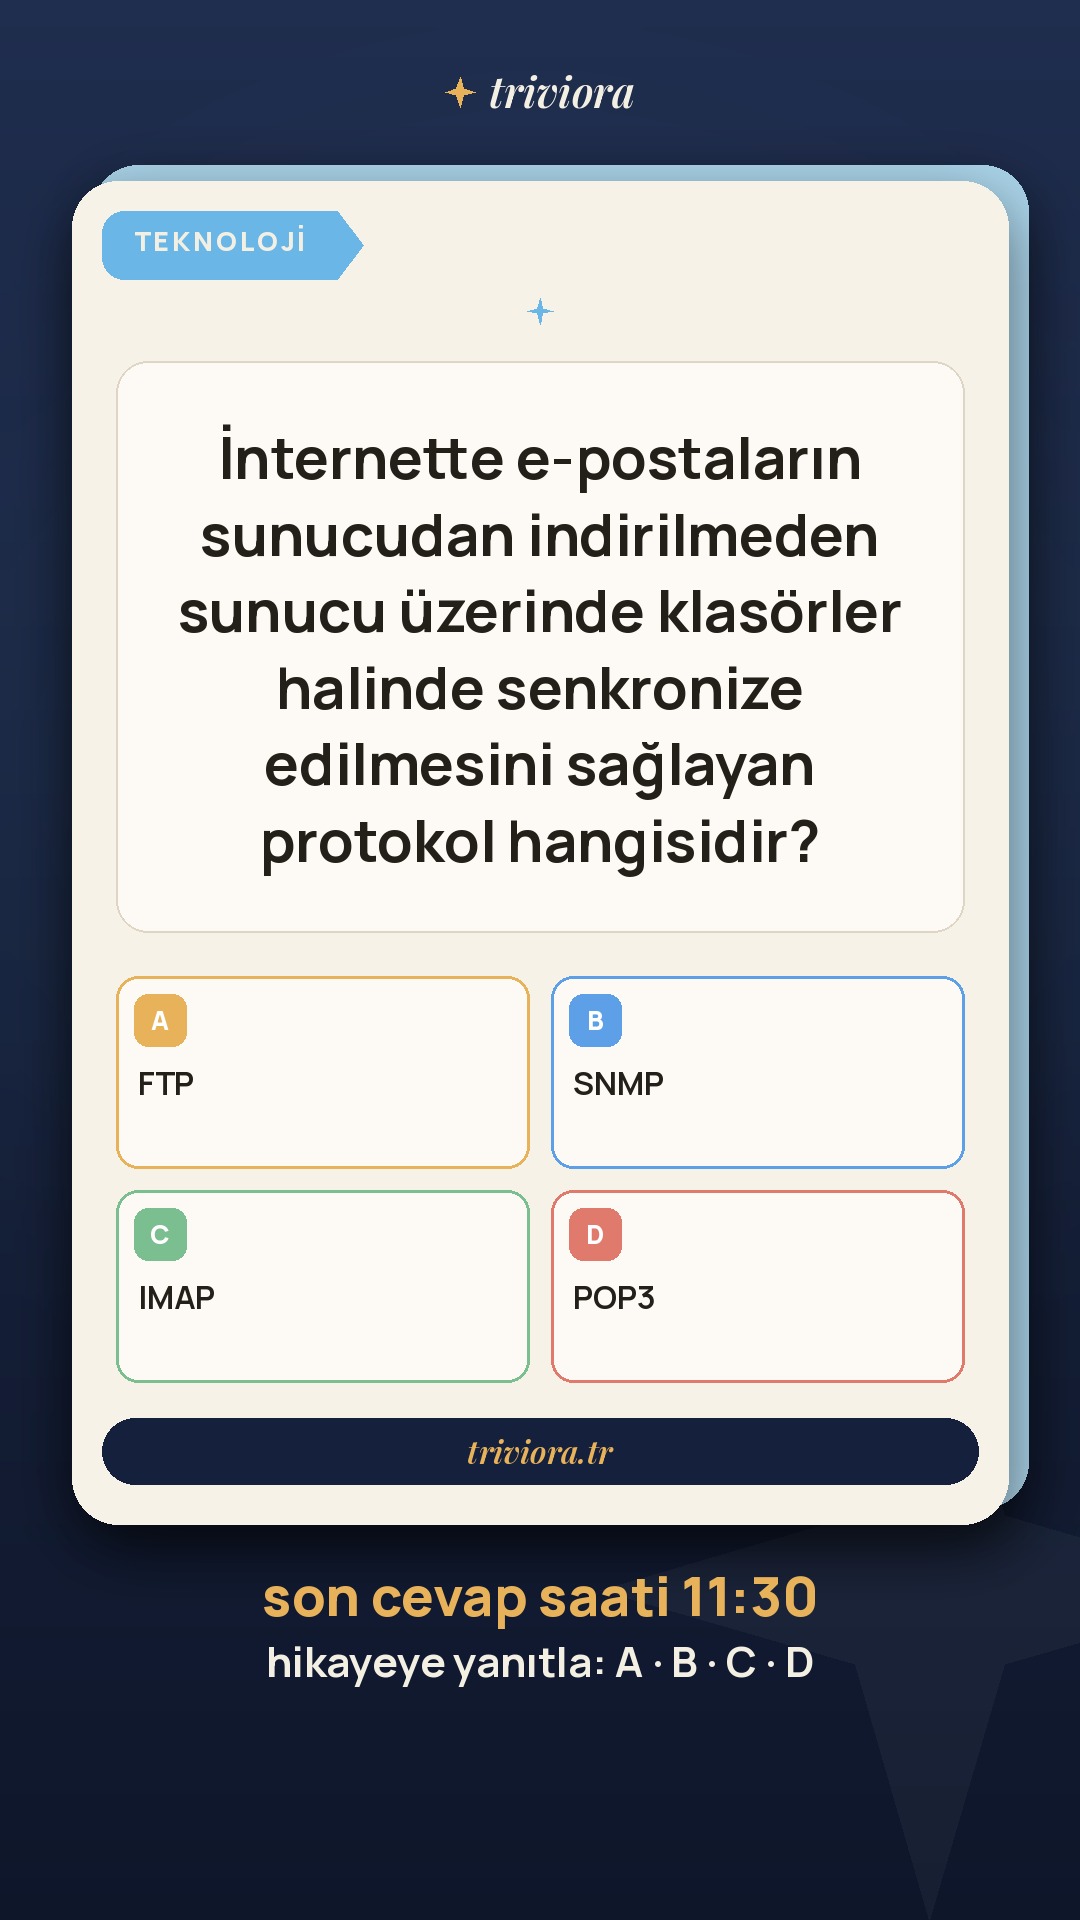 triviora
TEKNOLOJİ
İnternette e-postaların
sunucudan indirilmeden
sunucu üzerinde klasörler
halinde senkronize
edilmesini sağlayan
protokol hangisidir?
A
FTP
B
SNMP
C
IMAP
D
POP3
triviora.tr
son cevap saati 11:30
hikayeye yanıtla: A · B · C · D